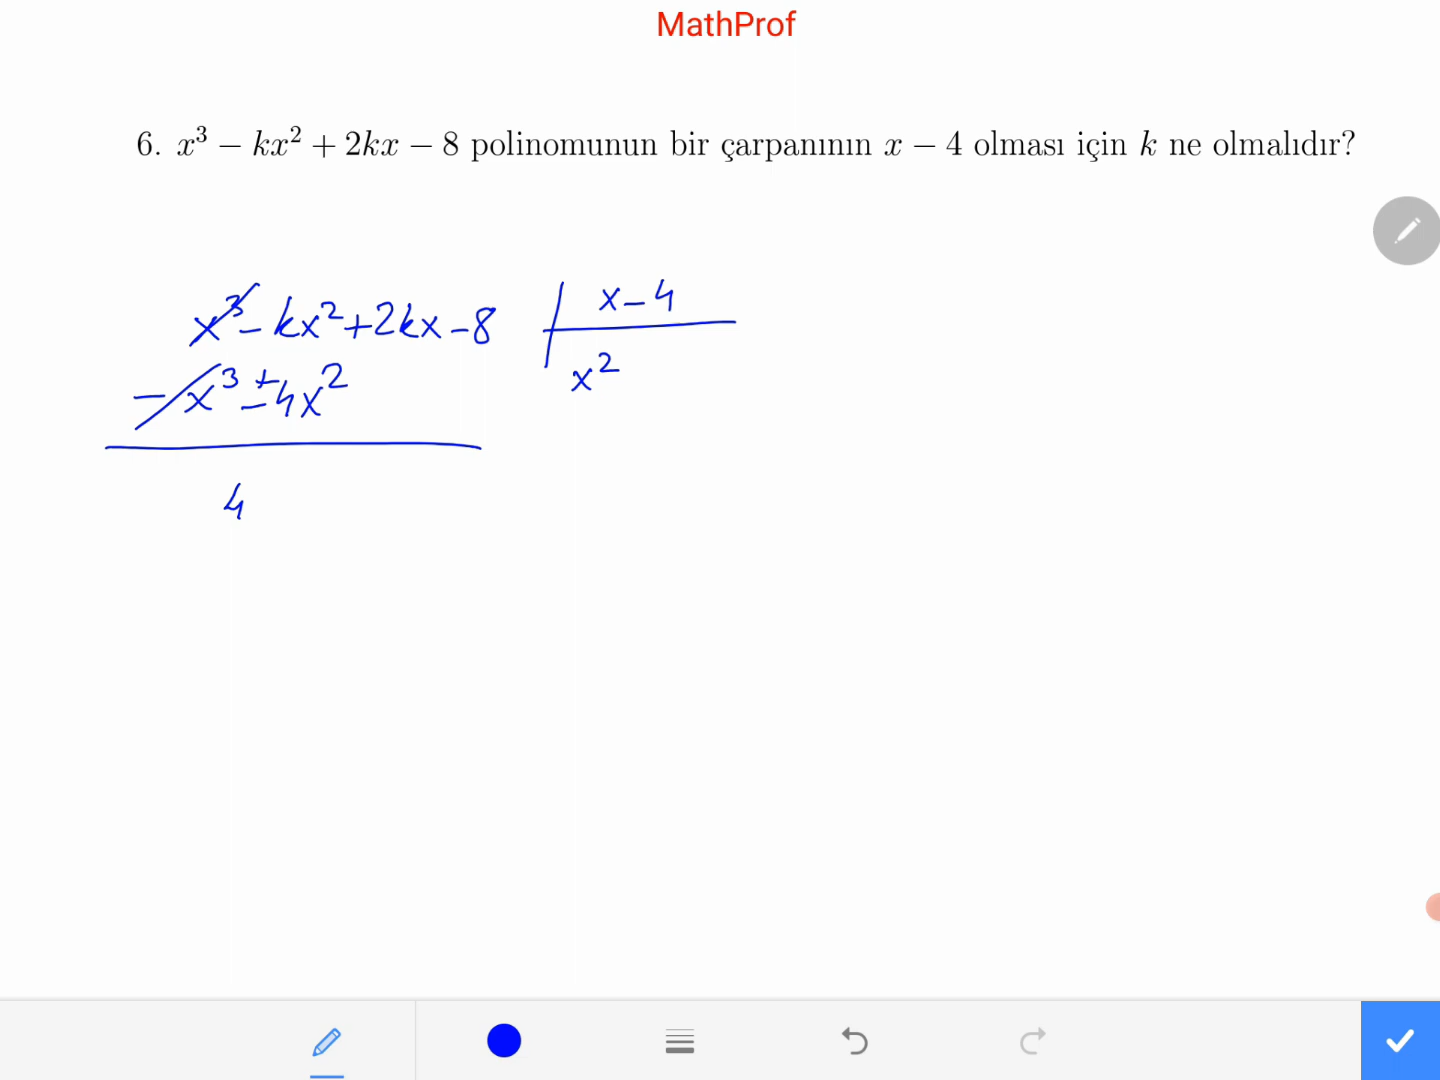 MathProf
6. x³ − kx² + 2kx − 8 polinomunun bir çarpanının x − 4 olması için k ne olmalıdır?
x³ − kx² + 2kx − 8 | x − 4
− x³ ∓ 4x² | x²
4